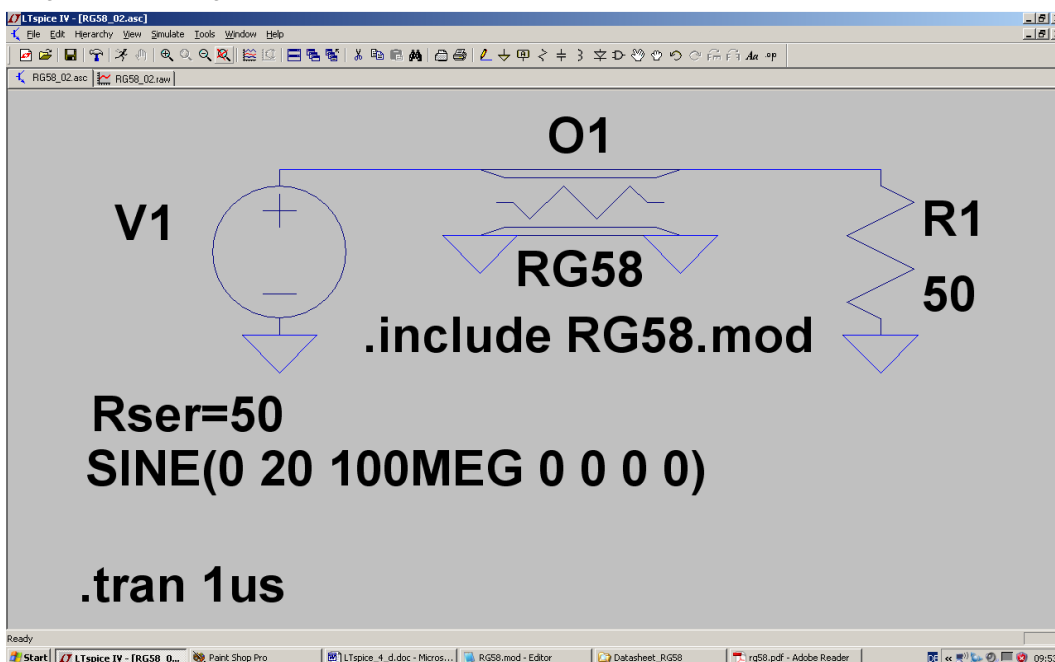 LTspice IV - [RG58_02.asc]
File Edit Hierarchy View Simulate Tools Window Help
RG58_02.asc RG58_02.raw
O1
V1
R1
RG58
50
.include RG58.mod
Rser=50
SINE(0 20 100MEG 0 0 0 0)
.tran 1us
Ready
Start LTspice IV - [RG58_0... Paint Shop Pro LTspice_4_d.doc - Micros... RG58.mod - Editor Datasheet_RG58 rg58.pdf - Adobe Reader DE